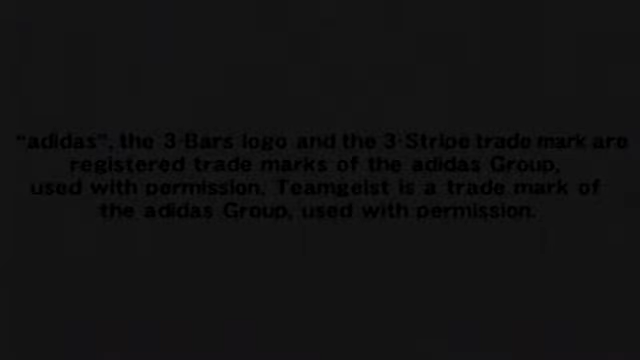 "adidas", the 3-Bars logo and the 3-Stripe trade mark are
registered trade marks of the adidas Group,
used with permission. Teamgeist is a trade mark of
the adidas Group, used with permission.